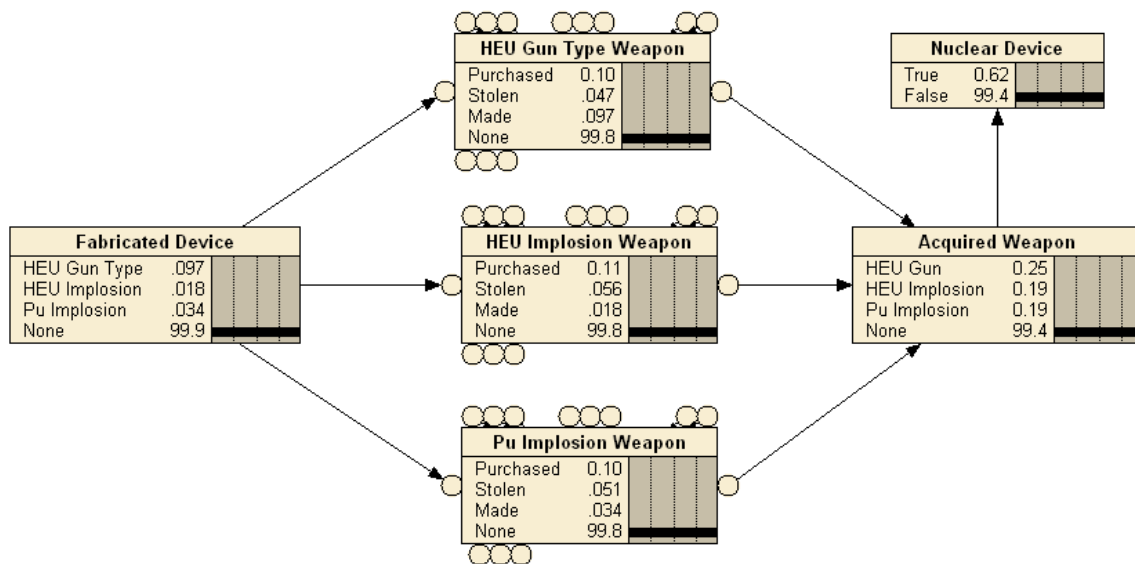 HEU Gun Type Weapon
Purchased 0.10
Stolen .047
Made .097
None 99.8
Nuclear Device
True 0.62
False 99.4
Fabricated Device
HEU Gun Type .097
HEU Implosion .018
Pu Implosion .034
None 99.9
HEU Implosion Weapon
Purchased 0.11
Stolen .056
Made .018
None 99.8
Acquired Weapon
HEU Gun 0.25
HEU Implosion 0.19
Pu Implosion 0.19
None 99.4
Pu Implosion Weapon
Purchased 0.10
Stolen .051
Made .034
None 99.8